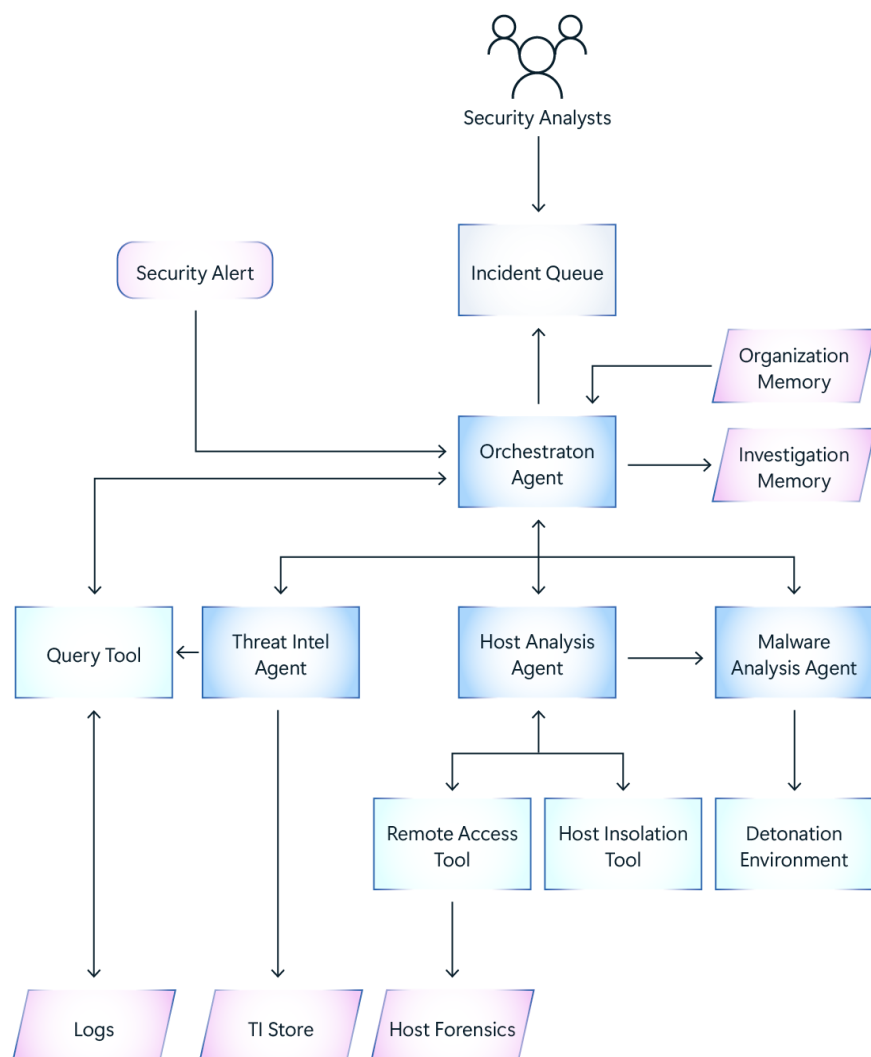 Security Analysts
Security Alert
Incident Queue
Organization
Memory
Orchestraton
Agent
Investigation
Memory
Query Tool
Threat Intel
Agent
Host Analysis
Agent
Malware
Analysis Agent
Remote Access
Tool
Host Insolation
Tool
Detonation
Environment
Logs
TI Store
Host Forensics